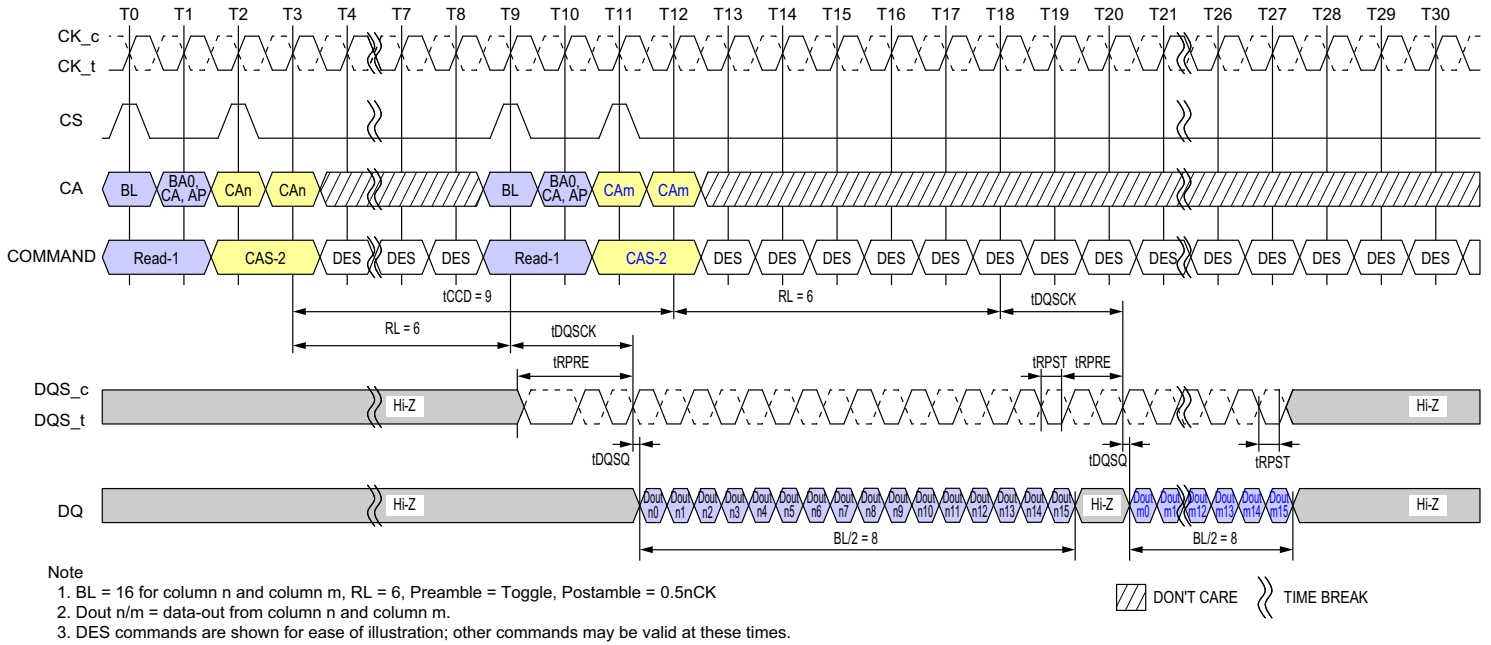 T0 T1 T2 T3 T4 T7 T8 T9 T10 T11 T12 T13 T14 T15 T16 T17 T18 T19 T20 T21 T26 T27 T28 T29 T30
CK_c
CK_t
CS
CA BL BA0, CA, AP CAn CAn BL BA0, CA, AP CAm CAm
COMMAND Read-1 CAS-2 DES DES DES Read-1 CAS-2 DES DES DES DES DES DES DES DES DES DES DES DES DES DES
tCCD = 9 RL = 6 tDQSCK
RL = 6 tDQSCK
tRPRE tRPST tRPRE
DQS_c
DQS_t Hi-Z Hi-Z
tDQSQ tDQSQ tRPST
DQ Hi-Z Dout n0 Dout n1 Dout n2 Dout n3 Dout n4 Dout n5 Dout n6 Dout n7 Dout n8 Dout n9 Dout n10 Dout n11 Dout n12 Dout n13 Dout n14 Dout n15 Hi-Z Dout m0 Dout m1 Dout m12 Dout m13 Dout m14 Dout m15 Hi-Z
BL/2 = 8 BL/2 = 8
Note
1. BL = 16 for column n and column m, RL = 6, Preamble = Toggle, Postamble = 0.5nCK
2. Dout n/m = data-out from column n and column m.
3. DES commands are shown for ease of illustration; other commands may be valid at these times.
DON'T CARE TIME BREAK